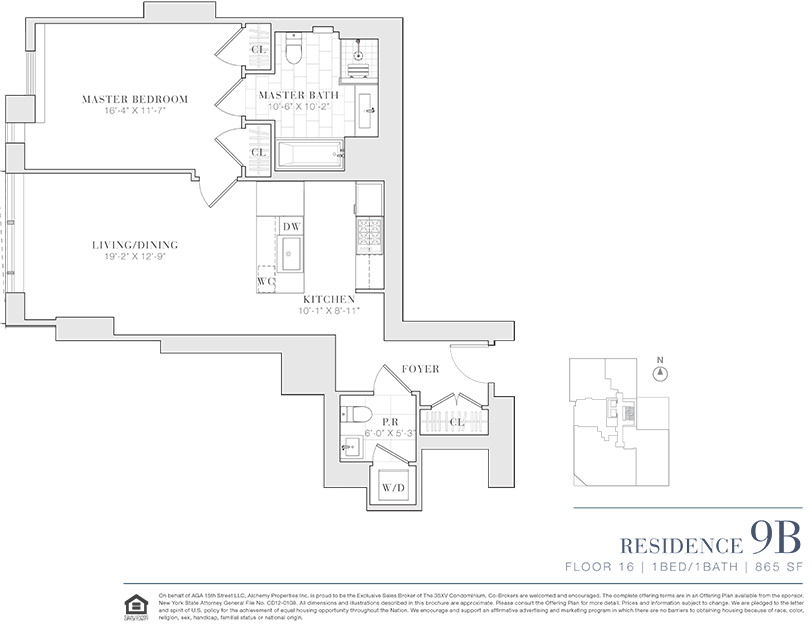 CL
MASTER BEDROOM
16'-4" X 11'-7"
MASTER BATH
10'-6" X 10'-2"
CL
DW
LIVING/DINING
19'-2" X 12'-9"
WC
KITCHEN
10'-1" X 8'-11"
FOYER
N
P.R
6'-0" X 5'-3"
CL
W/D
RESIDENCE 9B
FLOOR 16 | 1BED/1BATH | 865 SF
On behalf of AGA 15th Street LLC, Alchemy Properties Inc. is proud to be the Exclusive Sales Broker of The 35XV Condominium. Co-Brokers are welcomed and encouraged. The complete offering terms are in an Offering Plan available from the sponsor.
New York State Attorney General File No. CD12-0108. All dimensions and illustrations described in this brochure are approximate. Please consult the Offering Plan for more detail. Prices and information subject to change. We are pledged to the letter
and spirit of U.S. policy for the achievement of equal housing opportunity throughout the Nation. We encourage and support an affirmative advertising and marketing program in which there are no barriers to obtaining housing because of race, color,
religion, sex, handicap, familial status or national origin.